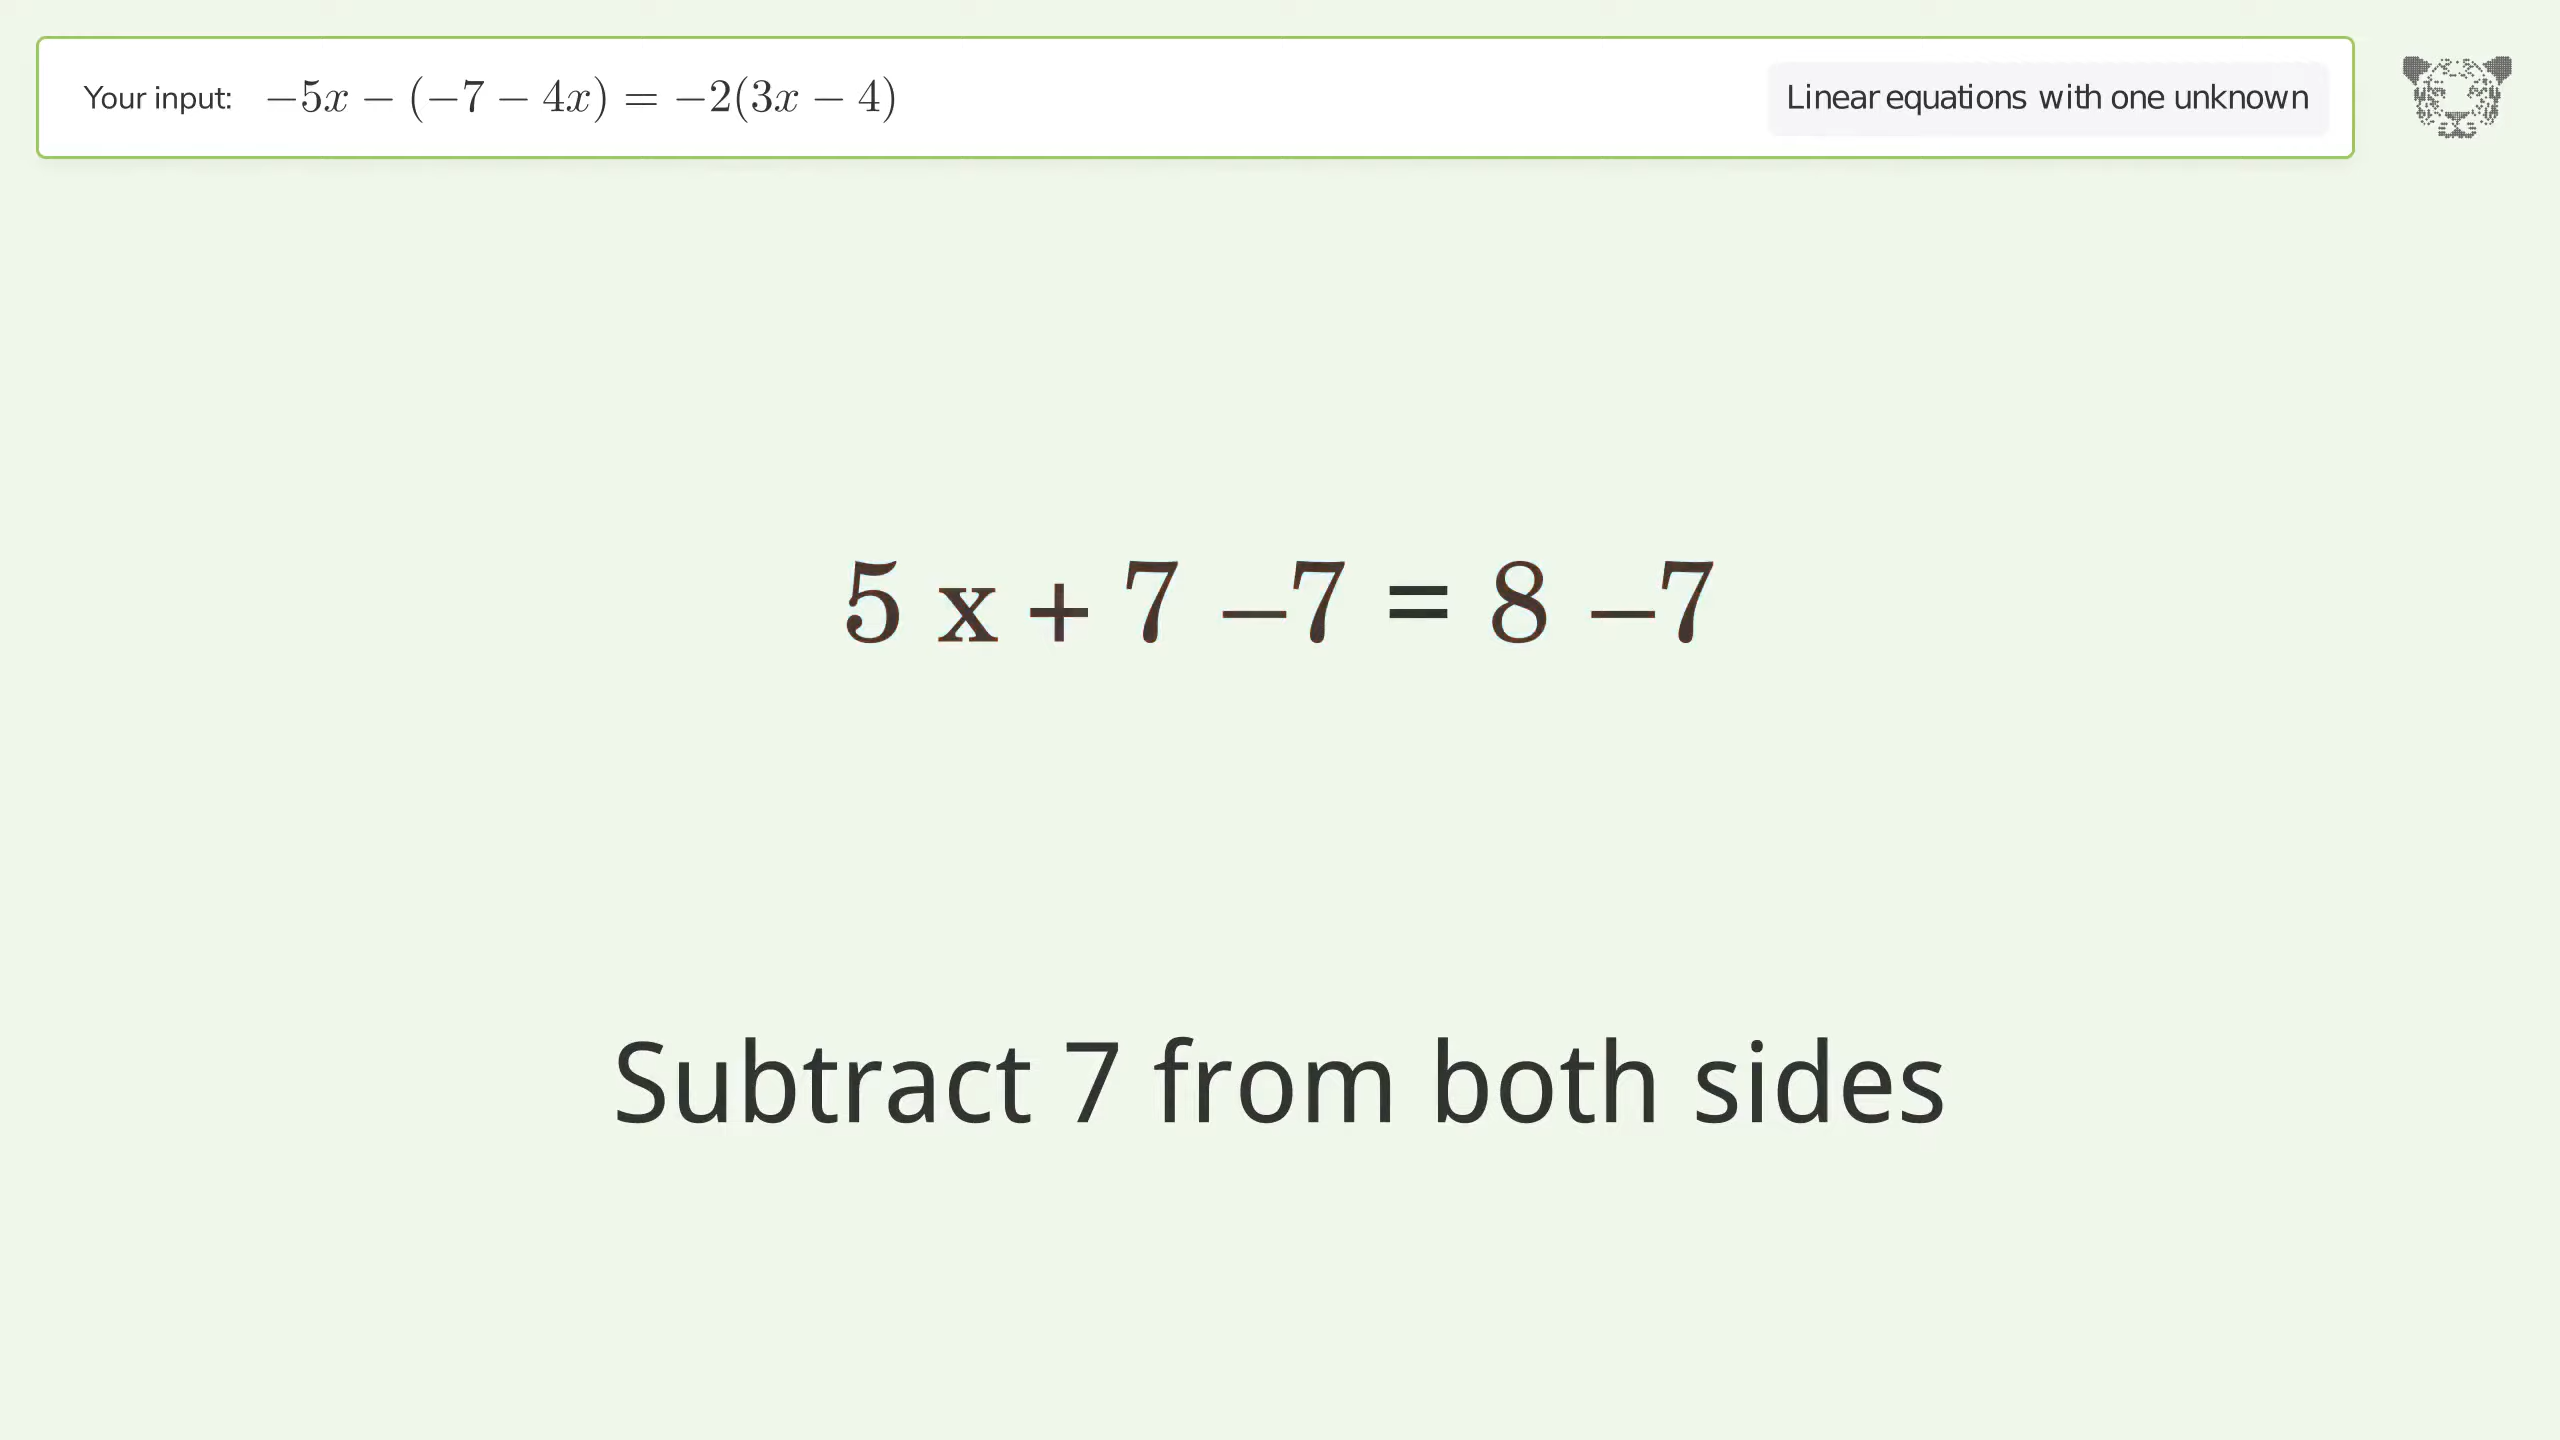 Your input: −5x − (−7 − 4x) = −2(3x − 4)
Linear equations with one unknown
5 x + 7 −7 = 8 −7
Subtract 7 from both sides